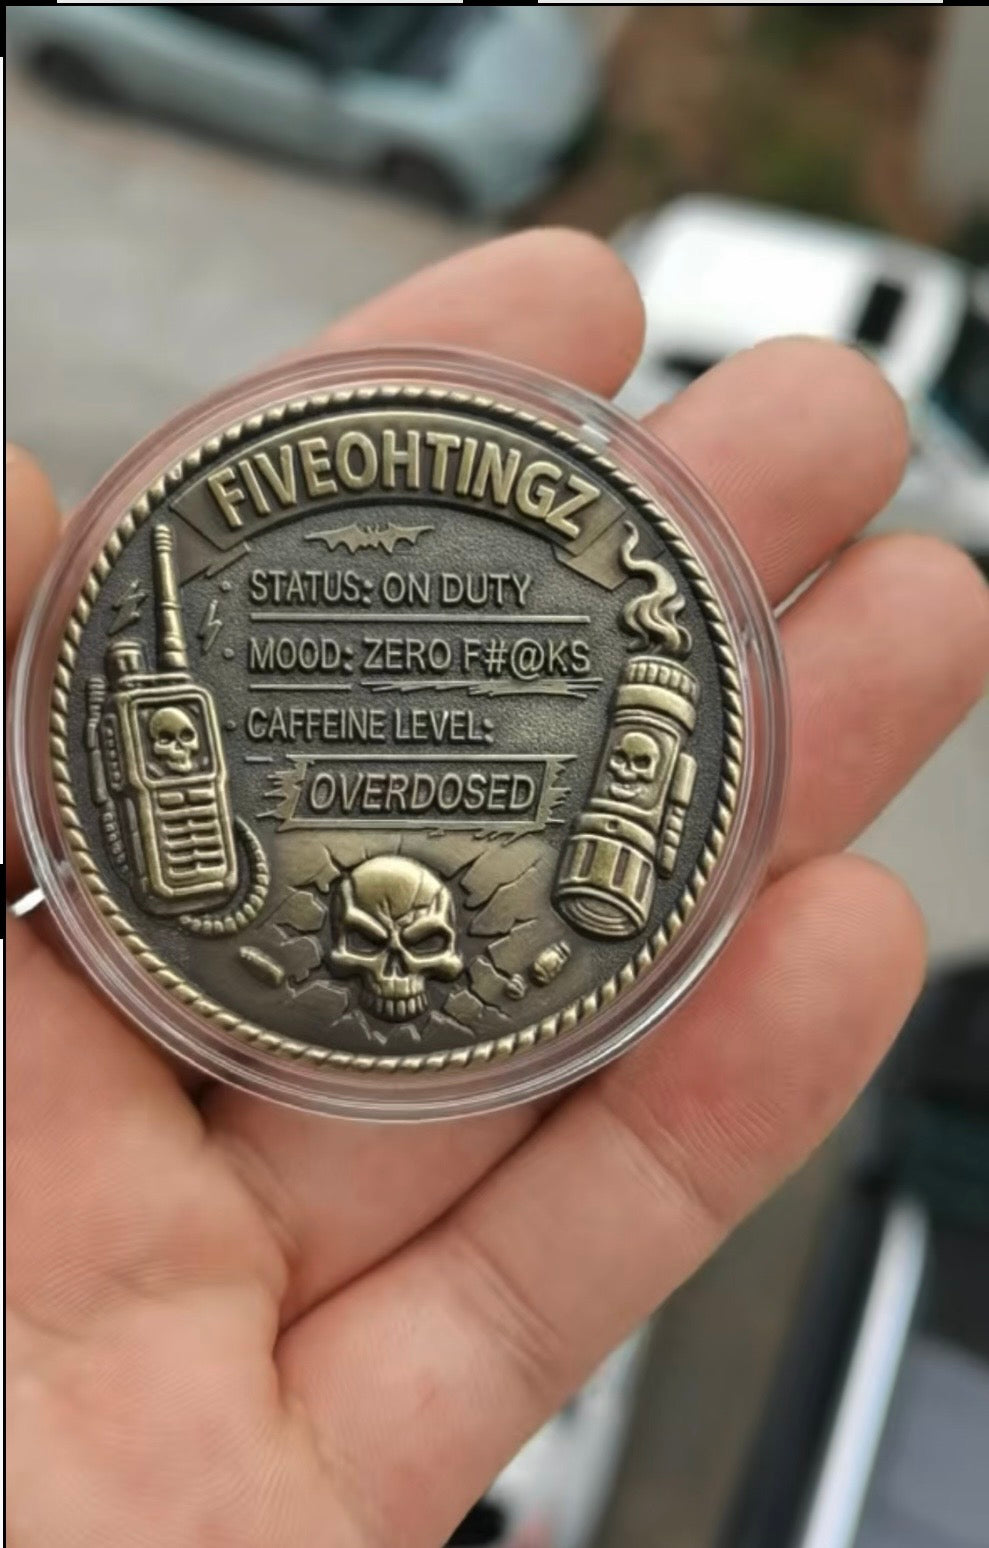 FIVEOHTINGZ
STATUS: ON DUTY
MOOD: ZERO F#@KS
CAFFEINE LEVEL:
OVERDOSED